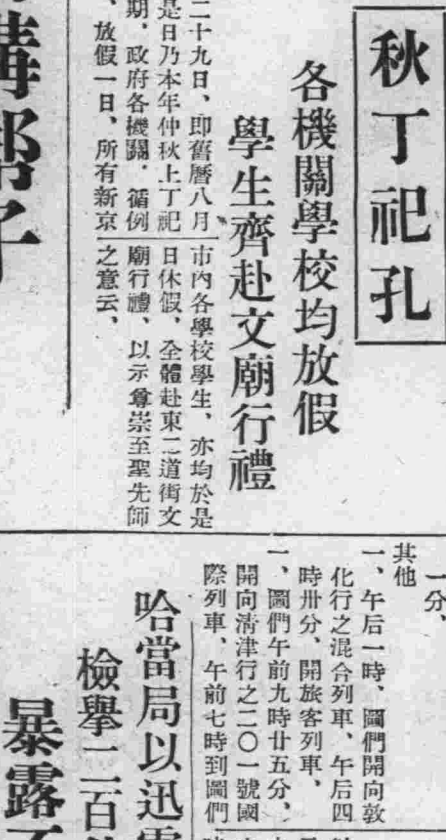 秋丁祀孔
各機關學校均放假
學生齊赴文廟行禮
二十九日、即舊曆八月
是日乃本年仲秋上丁祀
期、政府各機關、循例
、放假一日、所有新京
市內各學校學生、亦均於是
日休假、全體赴東二道街文
廟行禮、以示尊崇至聖先師
之意云、
一分、
其他
一、午后一時、圖們開向敦
化行之混合列車、午后四
時卅分、開旅客列車、
一、圖們午前九時廿五分、
開向淸津行之二〇一號國
際列車、午前七時到圖們
哈當局以迅
檢舉二百
暴露